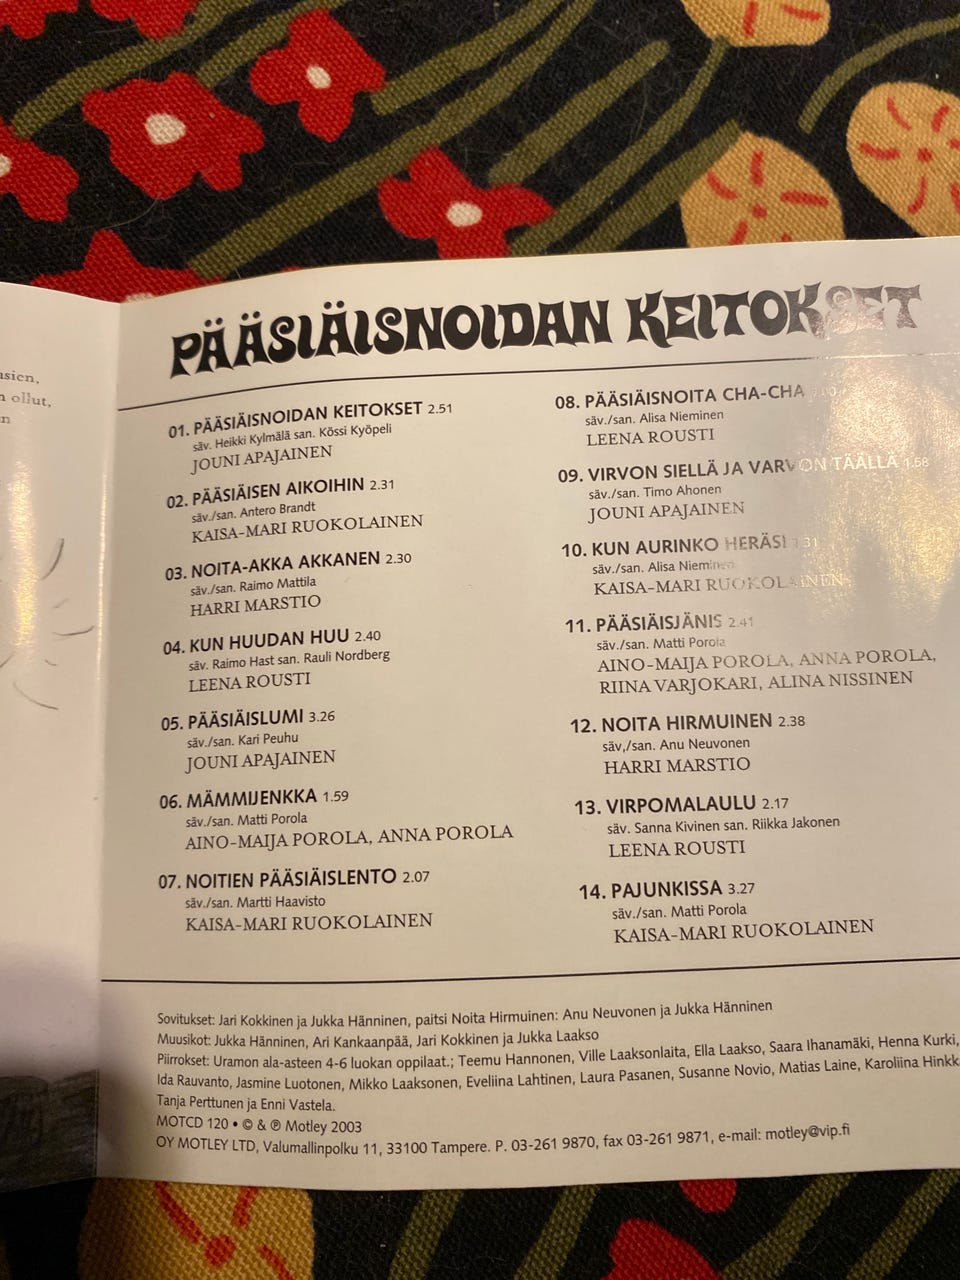 asien,
n ollut,
n
PÄÄSIÄISNOIDAN KEITOKSET
01. PÄÄSIÄISNOIDAN KEITOKSET 2.51
säv. Heikki Kylmälä san. Kössi Kyöpeli
JOUNI APAJAINEN
02. PÄÄSIÄISEN AIKOIHIN 2.31
säv./san. Antero Brandt
KAISA-MARI RUOKOLAINEN
03. NOITA-AKKA AKKANEN 2.30
säv./san. Raimo Mattila
HARRI MARSTIO
04. KUN HUUDAN HUU 2.40
säv. Raimo Hast san. Rauli Nordberg
LEENA ROUSTI
05. PÄÄSIÄISLUMI 3.26
säv./san. Kari Peuhu
JOUNI APAJAINEN
06. MÄMMIJENKKA 1.59
säv./san. Matti Porola
AINO-MAIJA POROLA, ANNA POROLA
07. NOITIEN PÄÄSIÄISLENTO 2.07
säv./san. Martti Haavisto
KAISA-MARI RUOKOLAINEN
08. PÄÄSIÄISNOITA CHA-CHA
säv./san. Alisa Nieminen
LEENA ROUSTI
09. VIRVON SIELLÄ JA VARVON TÄÄLLÄ 1.58
säv./san. Timo Ahonen
JOUNI APAJAINEN
10. KUN AURINKO HERÄSI
säv./san. Alisa Nieminen
KAISA-MARI RUOKOLAINEN
11. PÄÄSIÄISJÄNIS 2.41
säv./san. Matti Porola
AINO-MAIJA POROLA, ANNA POROLA,
RIINA VARJOKARI, ALINA NISSINEN
12. NOITA HIRMUINEN 2.38
säv,/san. Anu Neuvonen
HARRI MARSTIO
13. VIRPOMALAULU 2.17
säv. Sanna Kivinen san. Riikka Jakonen
LEENA ROUSTI
14. PAJUNKISSA 3.27
säv./san. Matti Porola
KAISA-MARI RUOKOLAINEN
Sovitukset: Jari Kokkinen ja Jukka Hänninen, paitsi Noita Hirmuinen: Anu Neuvonen ja Jukka Hänninen
Muusikot: Jukka Hänninen, Ari Kankaanpää, Jari Kokkinen ja Jukka Laakso
Piirrokset: Uramon ala-asteen 4-6 luokan oppilaat.; Teemu Hannonen, Ville Laaksonlaita, Ella Laakso, Saara Ihanamäki, Henna Kurki,
Ida Rauvanto, Jasmine Luotonen, Mikko Laaksonen, Eveliina Lahtinen, Laura Pasanen, Susanne Novio, Matias Laine, Karoliina Hinkk
Tanja Perttunen ja Enni Vastela.
MOTCD 120 • © & ℗ Motley 2003
OY MOTLEY LTD, Valumallinpolku 11, 33100 Tampere. P. 03-261 9870, fax 03-261 9871, e-mail: motley@vip.fi